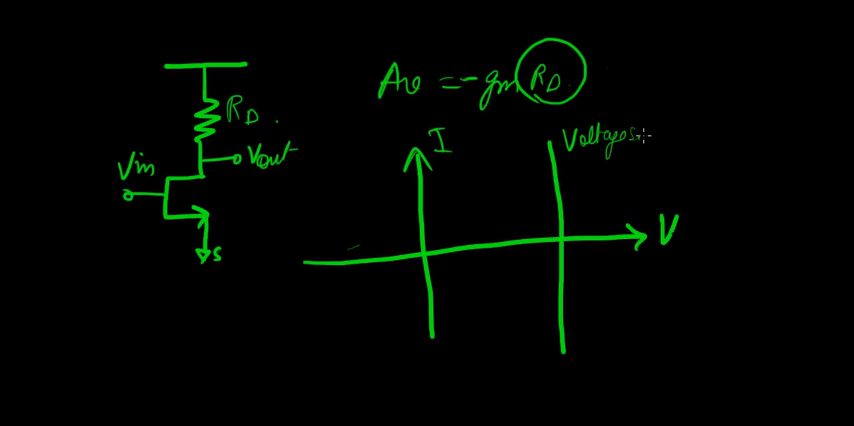 Av = -gm RD.
RD.
Vin
Vout
S
I
Voltages
V